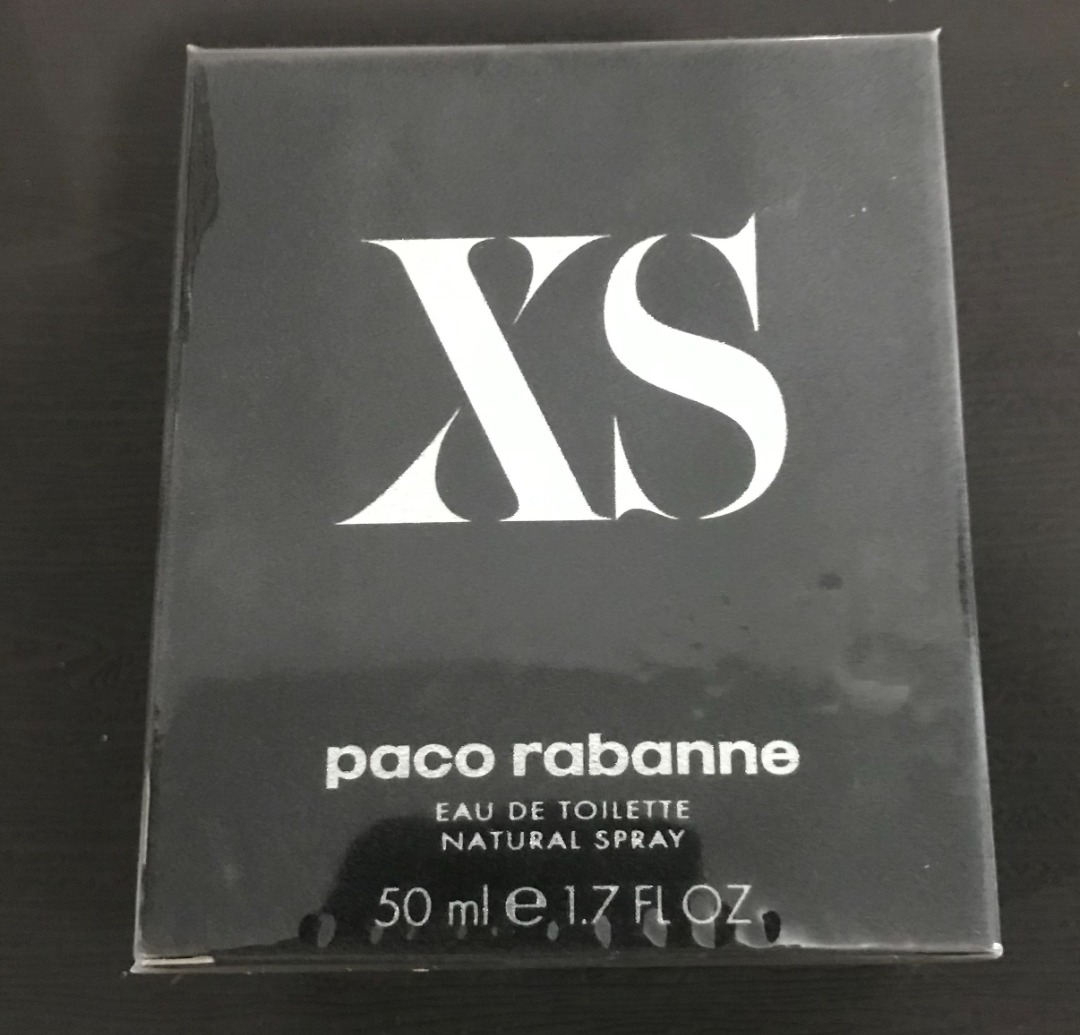 XS
paco rabanne
EAU DE TOILETTE
NATURAL SPRAY
50 ml ℮ 1.7 FL OZ